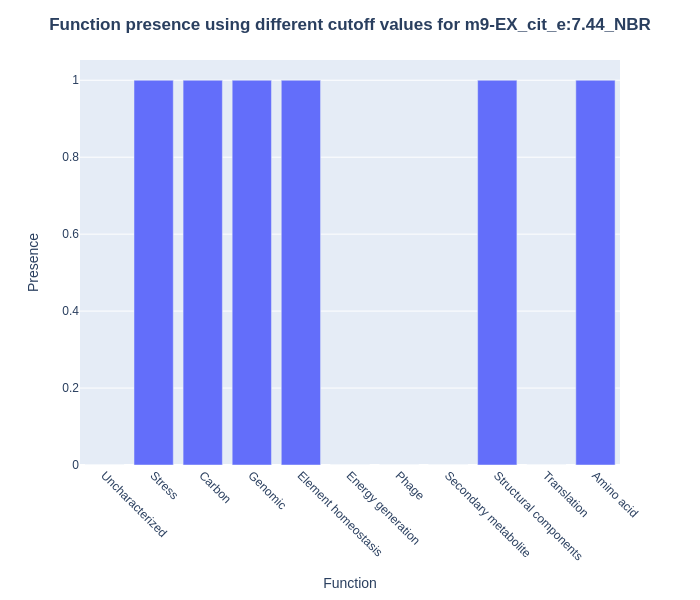 Function presence using different cutoff values for m9-EX_cit_e:7.44_NBR
1
0.8
0.6
0.4
0.2
0
Presence
Uncharacterized
Stress
Carbon
Genomic
Element homeostasis
Energy generation
Phage
Secondary metabolite
Structural components
Translation
Amino acid
Function